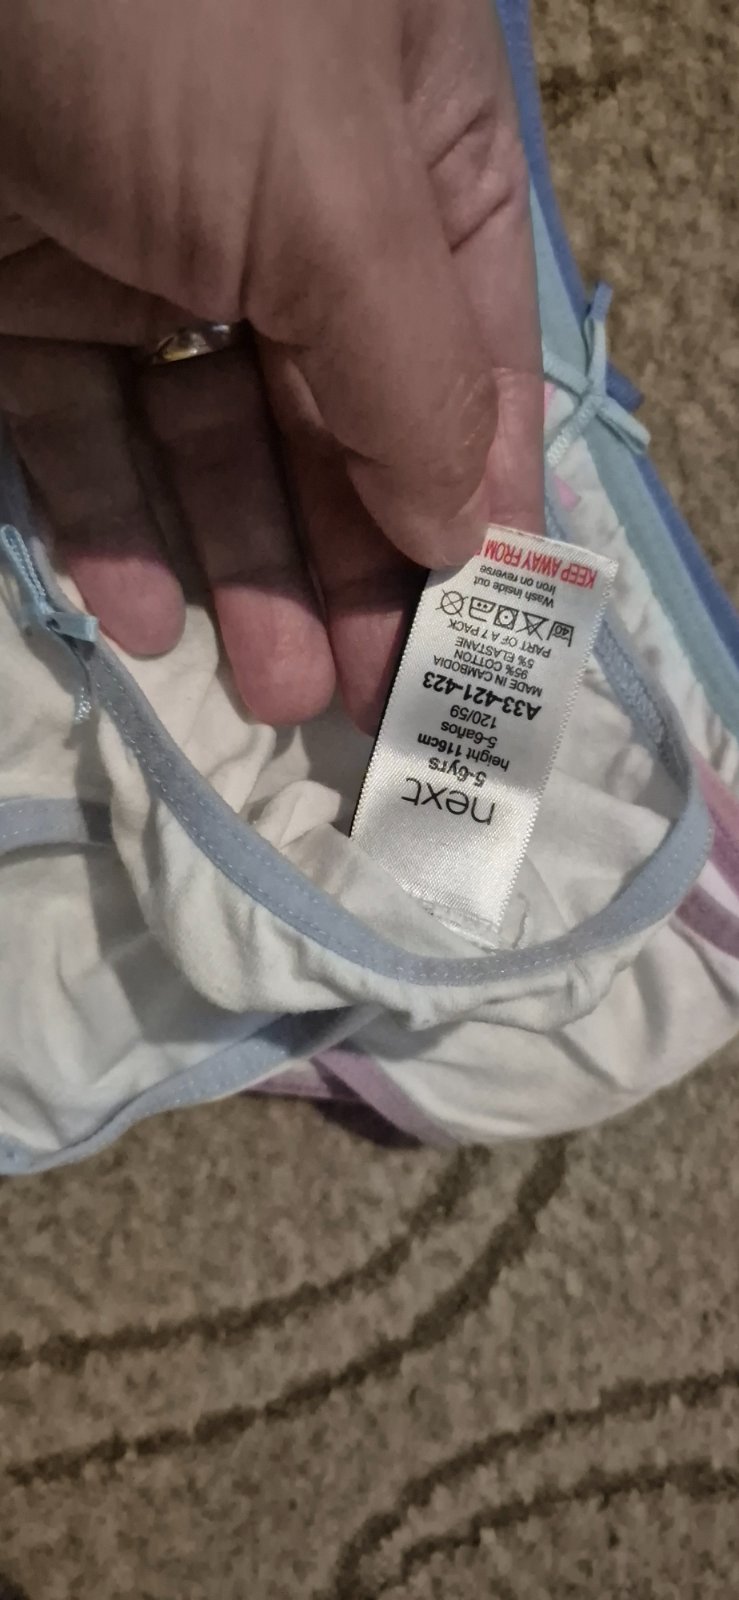 next
5-6yrs
height 116cm
5-6años
120/59
A33-421-423
MADE IN CAMBODIA
95% COTTON
5% ELASTANE
PART OF A 7 PACK
40
Wash inside out
Iron on reverse
KEEP AWAY FROM